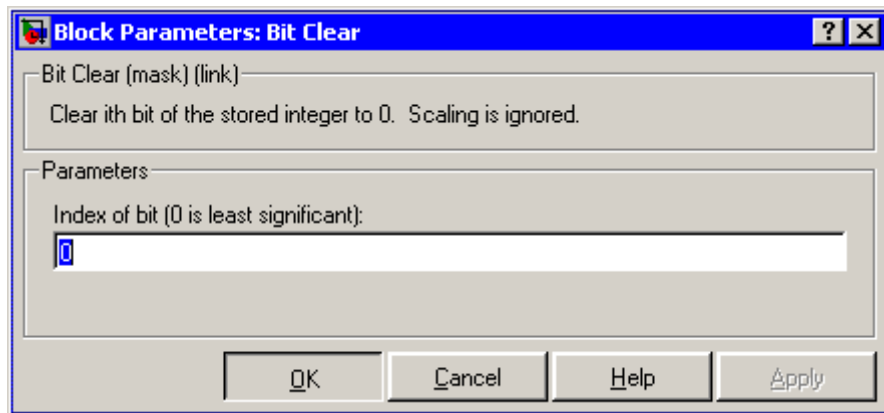 Block Parameters: Bit Clear
Bit Clear (mask) (link)
Clear ith bit of the stored integer to 0.  Scaling is ignored.
Parameters
Index of bit (0 is least significant):
0
OK Cancel Help Apply